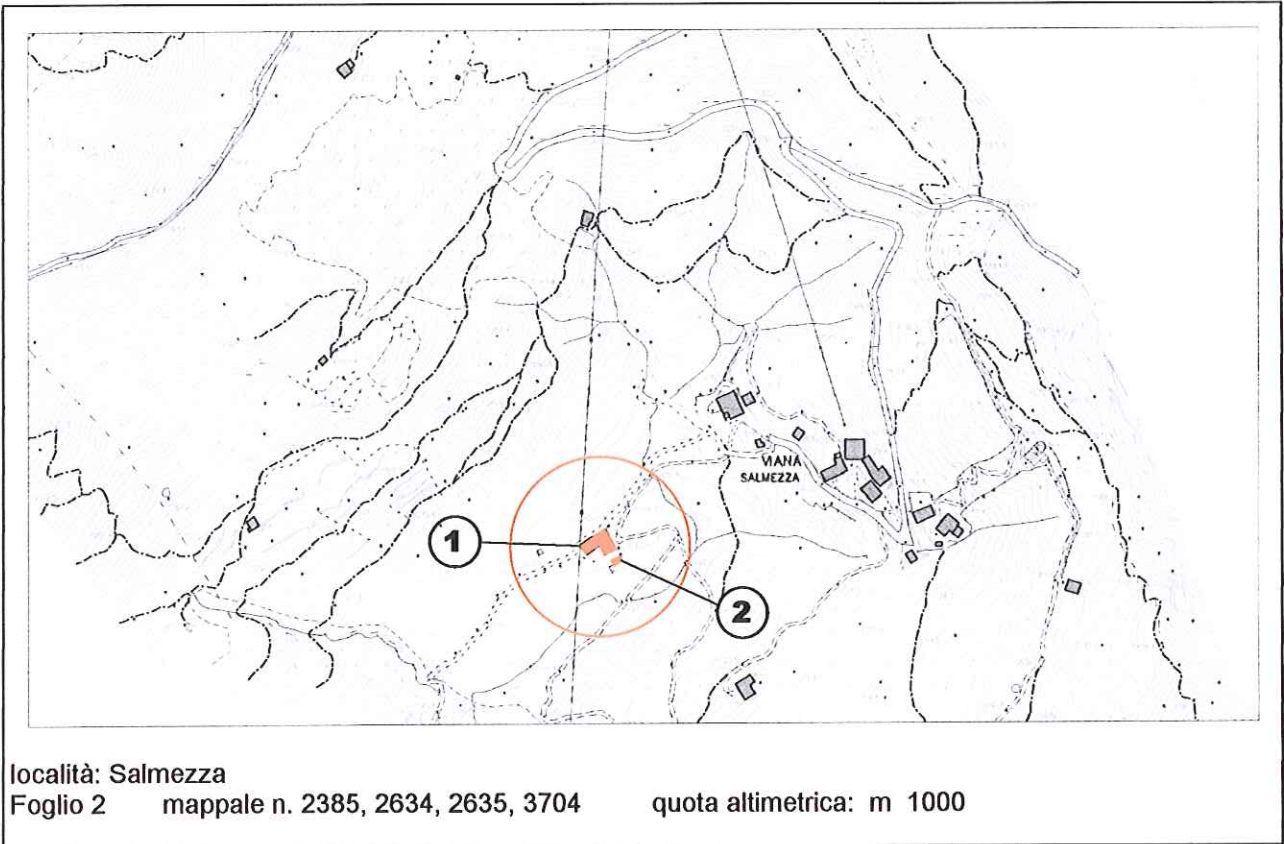 VIANA
SALMEZZA
1
2
località: Salmezza
Foglio 2 mappale n. 2385, 2634, 2635, 3704 quota altimetrica: m 1000